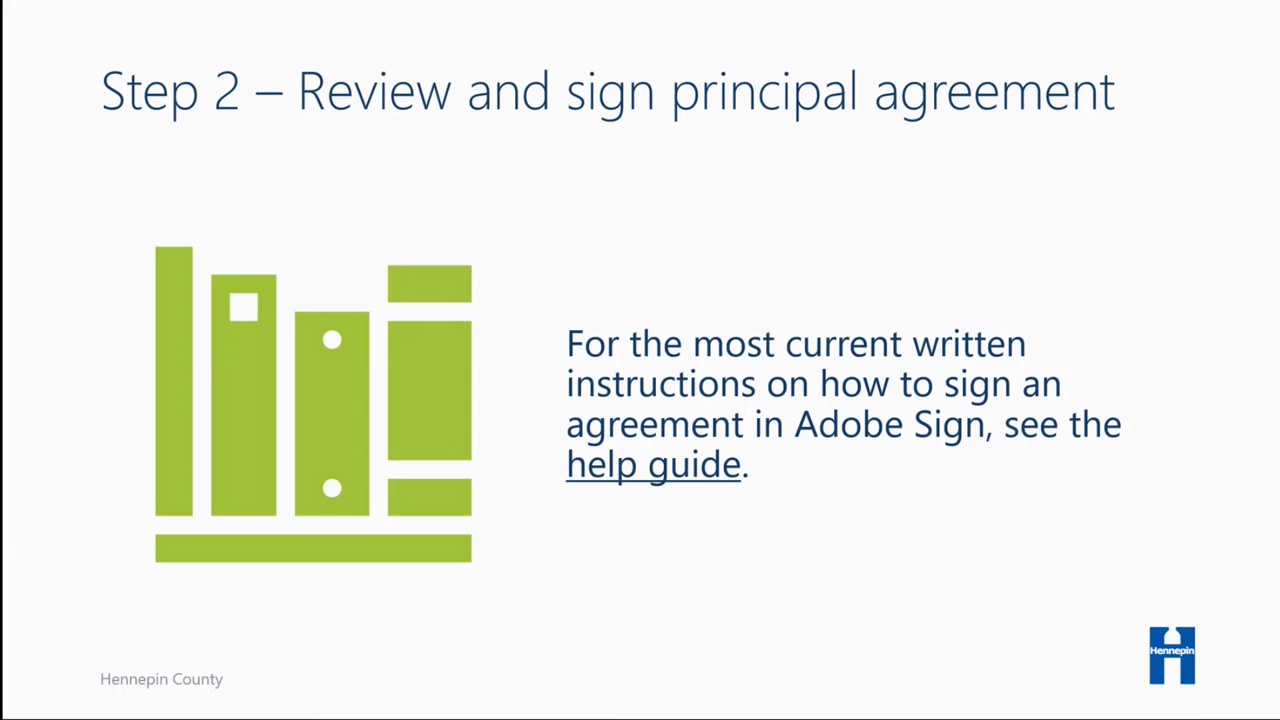 Step 2 – Review and sign principal agreement
For the most current written
instructions on how to sign an
agreement in Adobe Sign, see the
help guide.
Hennepin
Hennepin County